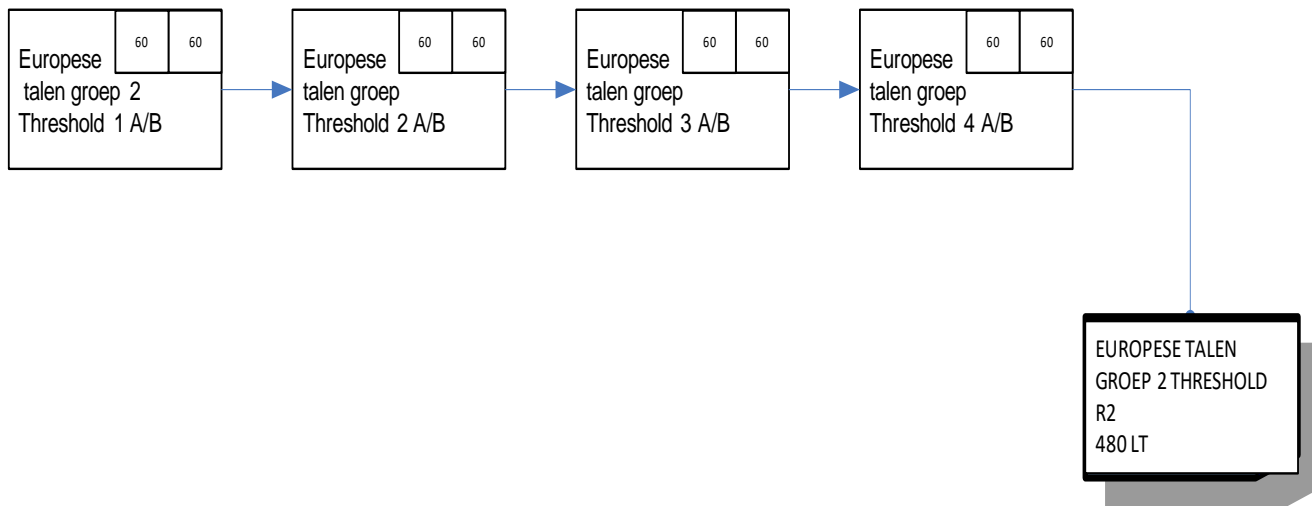 60 60
Europese
talen groep 2
Threshold 1 A/B
60 60
Europese
talen groep
Threshold 2 A/B
60 60
Europese
talen groep
Threshold 3 A/B
60 60
Europese
talen groep
Threshold 4 A/B
EUROPESE TALEN
GROEP 2 THRESHOLD
R2
480 LT